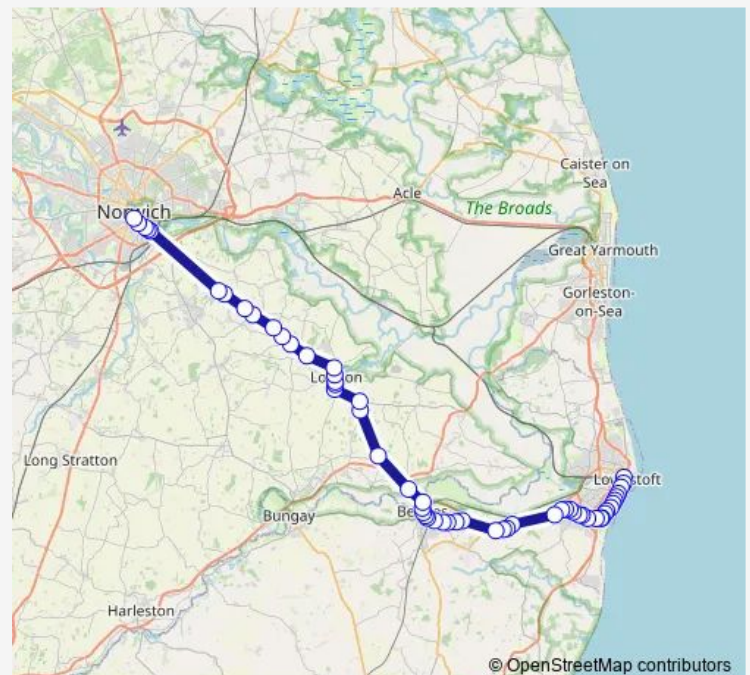 Caister on
Sea
Acle
The Broads
Norwich
Great Yarmouth
Gorleston-
on-Sea
Long Stratton
Bungay
Harleston
© OpenStreetMap contributors